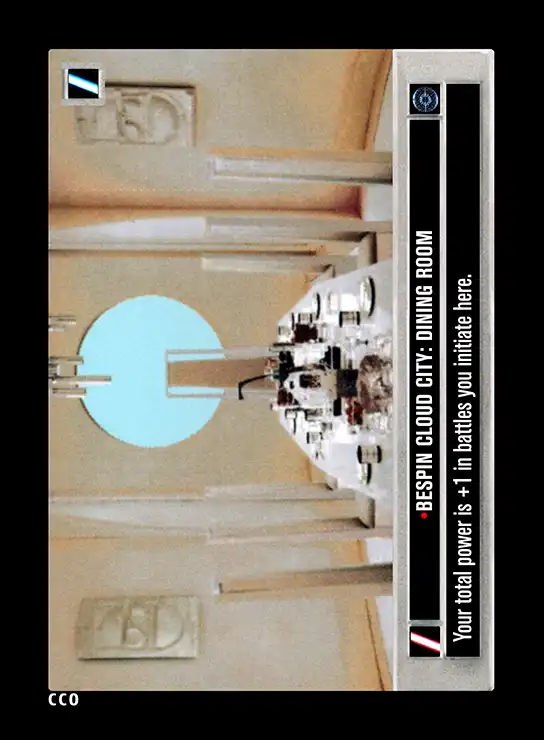 •BESPIN CLOUD CITY: DINING ROOM
Your total power is +1 in battles you initiate here.
CCO